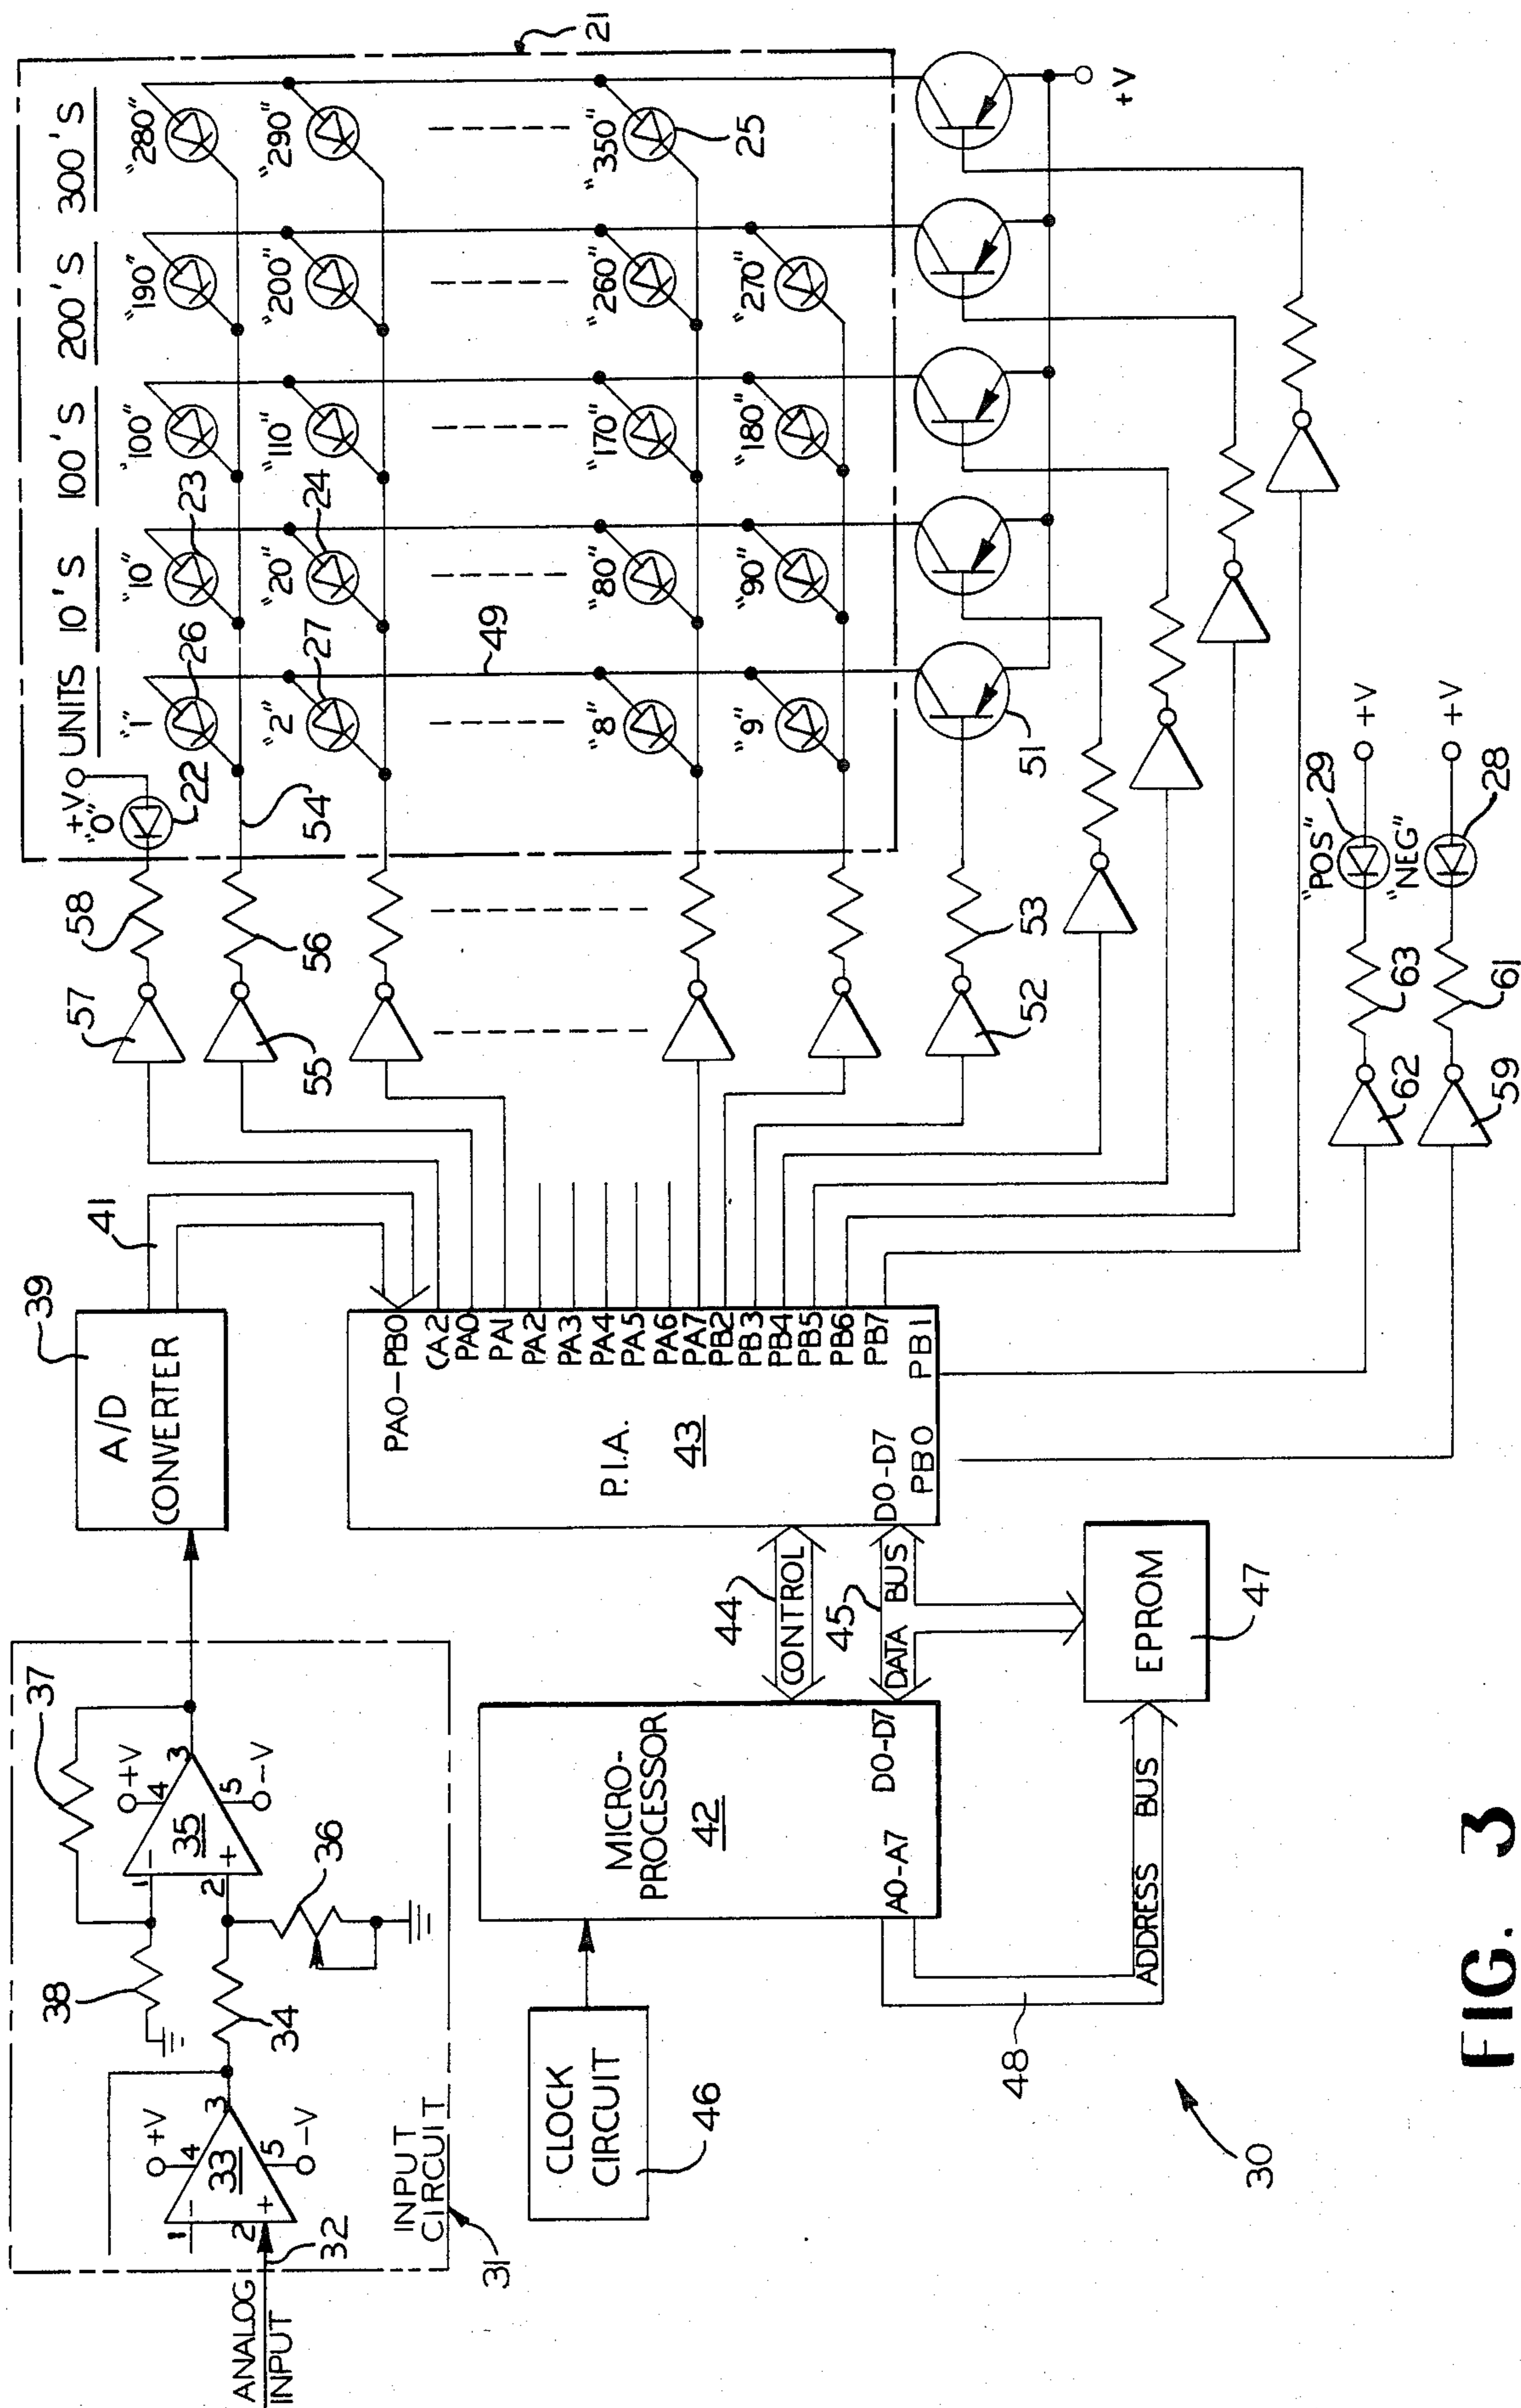 FIG. 3
30
ANALOG
INPUT
32
INPUT
CIRCUIT
31
1
2
3
4
5
+V
-V
33
-
+
34
38
1
2
3
4
5
+V
-V
35
-
+
36
37
39
A/D
CONVERTER
41
CLOCK
CIRCUIT
46
MICRO-
PROCESSOR
42
A0-A7
D0-D7
44
CONTROL
45
DATA BUS
48
ADDRESS BUS
EPROM
47
P.I.A.
43
PA0-PB0
CA2
PA0
PA1
PA2
PA3
PA4
PA5
PA6
PA7
PB2
PB3
PB4
PB5
PB6
PB7
D0-D7
PB0
PB1
57
58
55
56
54
52
53
51
49
62
63
"POS"
29
+V
59
61
"NEG"
28
+V
21
+V
"0"
22
UNITS
10'S
100'S
200'S
300'S
"1"
26
"10"
23
"100"
"190"
"280"
"2"
27
"20"
24
"110"
"200"
"290"
"8"
"80"
"170"
"260"
"350"
25
"9"
"90"
"180"
"270"
+V